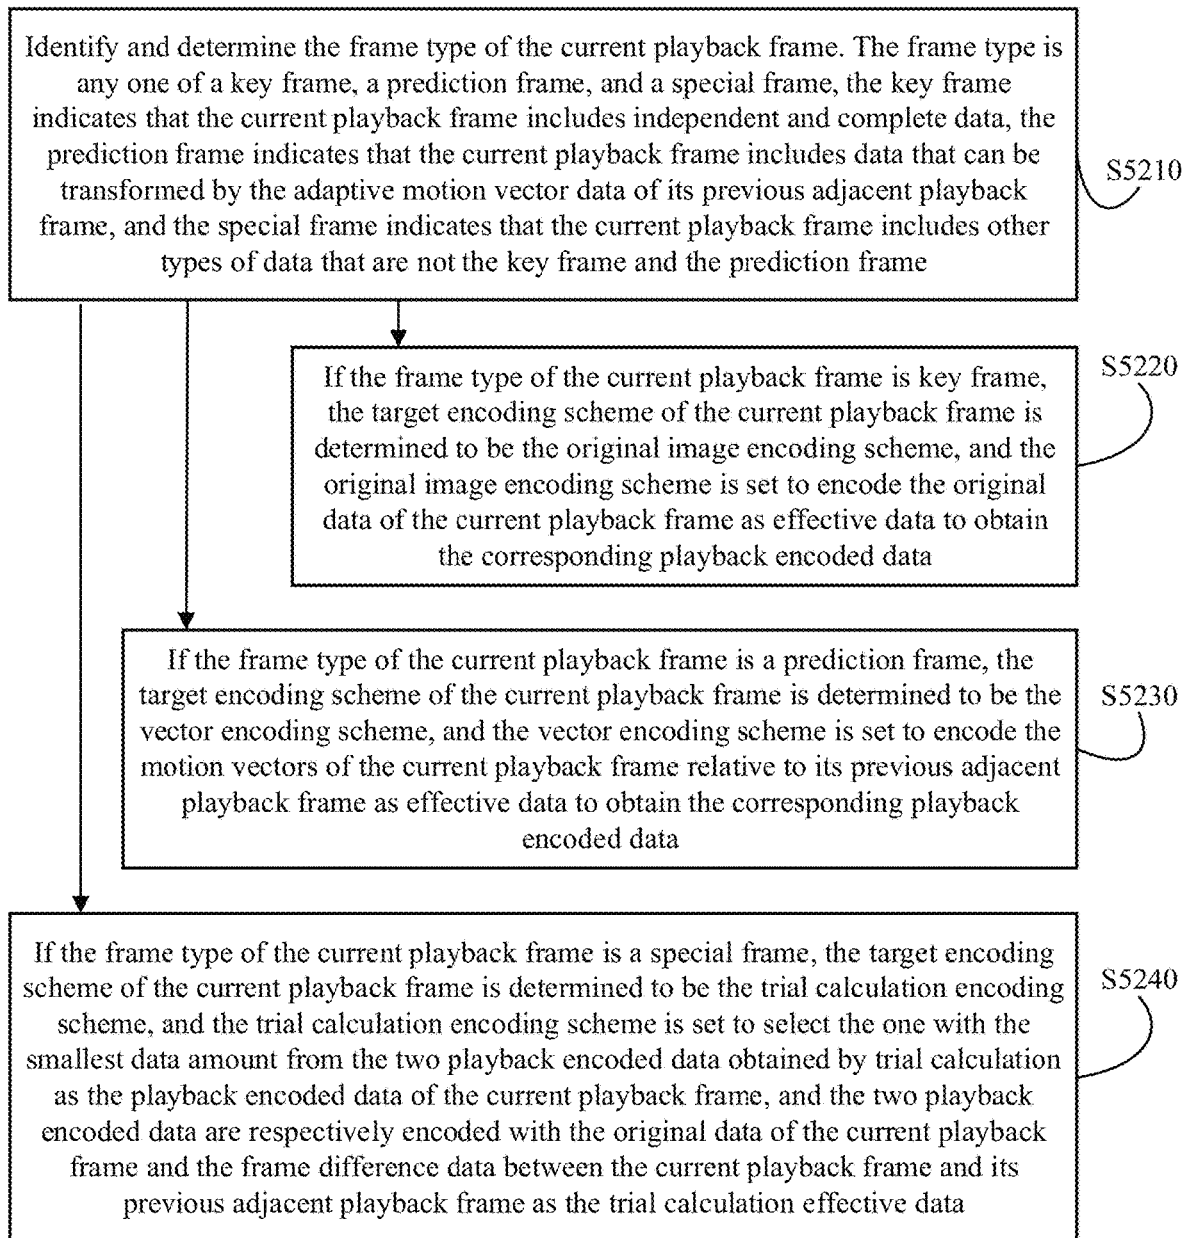 Identify and determine the frame type of the current playback frame. The frame type is
any one of a key frame, a prediction frame, and a special frame, the key frame
indicates that the current playback frame includes independent and complete data, the
prediction frame indicates that the current playback frame includes data that can be
transformed by the adaptive motion vector data of its previous adjacent playback
frame, and the special frame indicates that the current playback frame includes other
types of data that are not the key frame and the prediction frame
S5210
If the frame type of the current playback frame is key frame,
the target encoding scheme of the current playback frame is
determined to be the original image encoding scheme, and the
original image encoding scheme is set to encode the original
data of the current playback frame as effective data to obtain
the corresponding playback encoded data
S5220
If the frame type of the current playback frame is a prediction frame, the
target encoding scheme of the current playback frame is determined to be the
vector encoding scheme, and the vector encoding scheme is set to encode the
motion vectors of the current playback frame relative to its previous adjacent
playback frame as effective data to obtain the corresponding playback
encoded data
S5230
If the frame type of the current playback frame is a special frame, the target encoding
scheme of the current playback frame is determined to be the trial calculation encoding
scheme, and the trial calculation encoding scheme is set to select the one with the
smallest data amount from the two playback encoded data obtained by trial calculation
as the playback encoded data of the current playback frame, and the two playback
encoded data are respectively encoded with the original data of the current playback
frame and the frame difference data between the current playback frame and its
previous adjacent playback frame as the trial calculation effective data
S5240